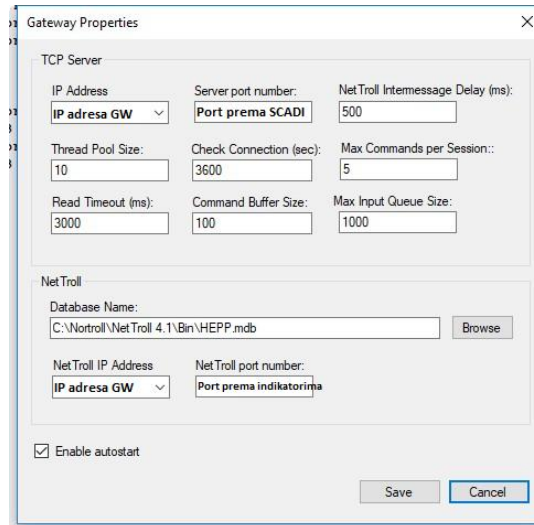 Gateway Properties
TCP Server
IP Address
Server port number:
NetTroll Intermessage Delay (ms):
IP adresa GW
Port prema SCADI
500
Thread Pool Size:
Check Connection (sec):
Max Commands per Session::
10
3600
5
Read Timeout (ms):
Command Buffer Size:
Max Input Queue Size:
3000
100
1000
NetTroll
Database Name:
C:\Nortroll\NetTroll 4.1\Bin\HEPP.mdb
Browse
NetTroll IP Address
NetTroll port number:
IP adresa GW
Port prema indikatorima
Enable autostart
Save
Cancel